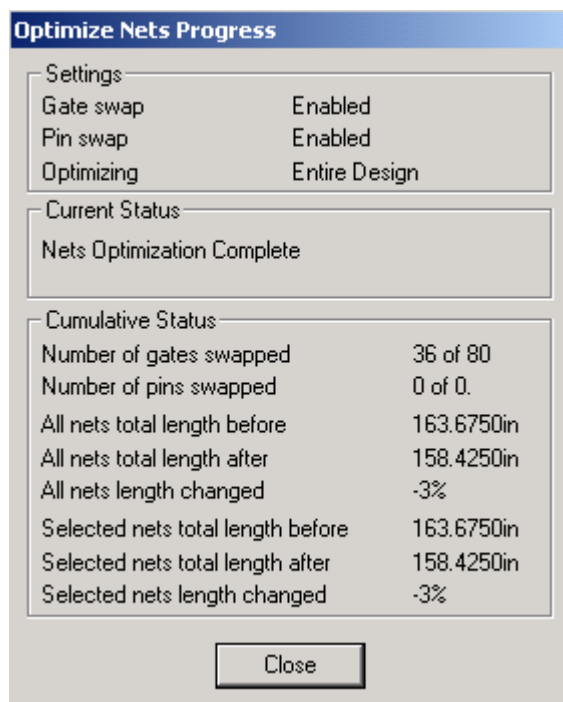 Optimize Nets Progress
Settings
Gate swap Enabled
Pin swap Enabled
Optimizing Entire Design
Current Status
Nets Optimization Complete
Cumulative Status
Number of gates swapped 36 of 80
Number of pins swapped 0 of 0.
All nets total length before 163.6750in
All nets total length after 158.4250in
All nets length changed -3%
Selected nets total length before 163.6750in
Selected nets total length after 158.4250in
Selected nets length changed -3%
Close